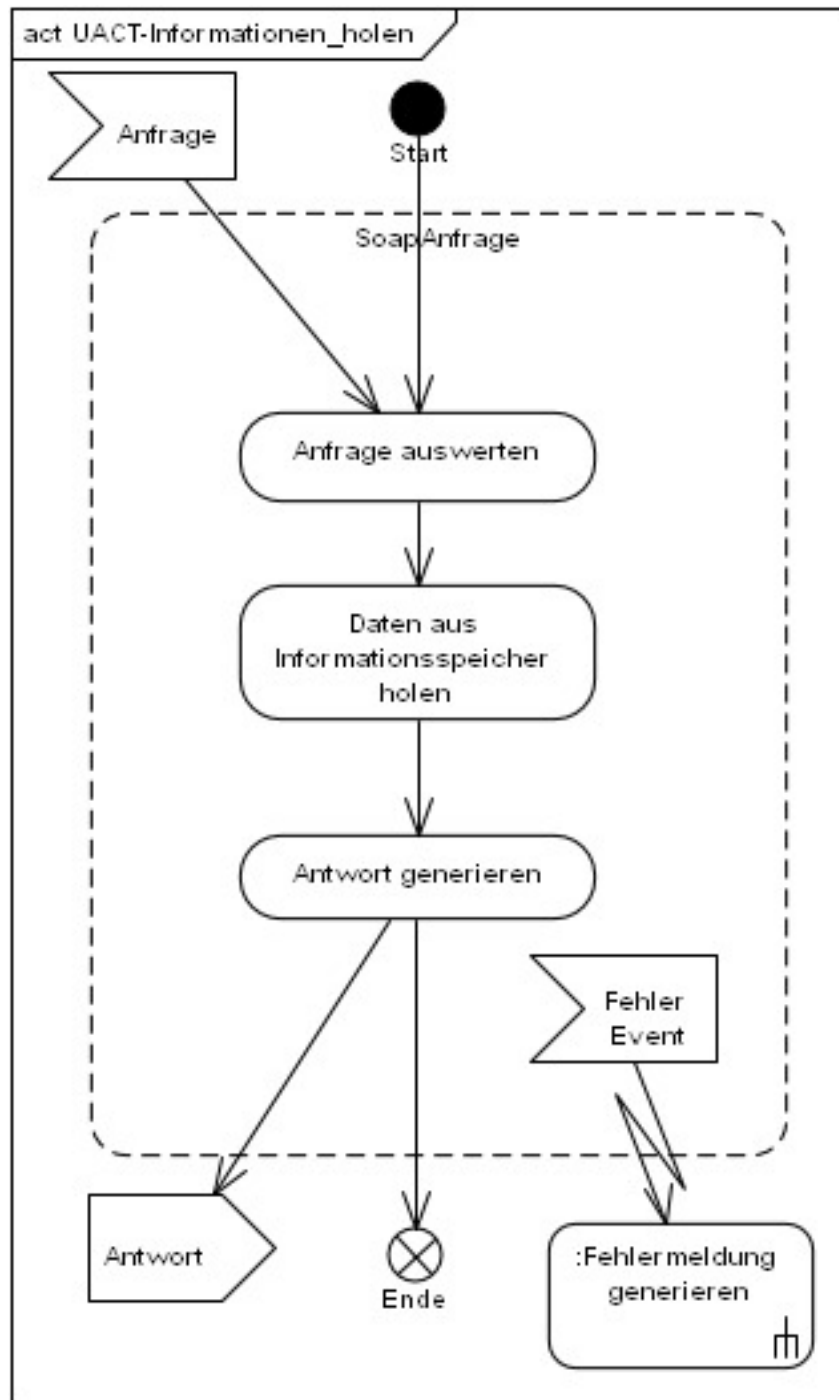 act UACT-Informationen_holen
Anfrage
Start
SoapAnfrage
Anfrage auswerten
Daten aus
Informationsspeicher
holen
Antwort generieren
Fehler
Event
Antwort
Ende
:Fehlermeldung
generieren